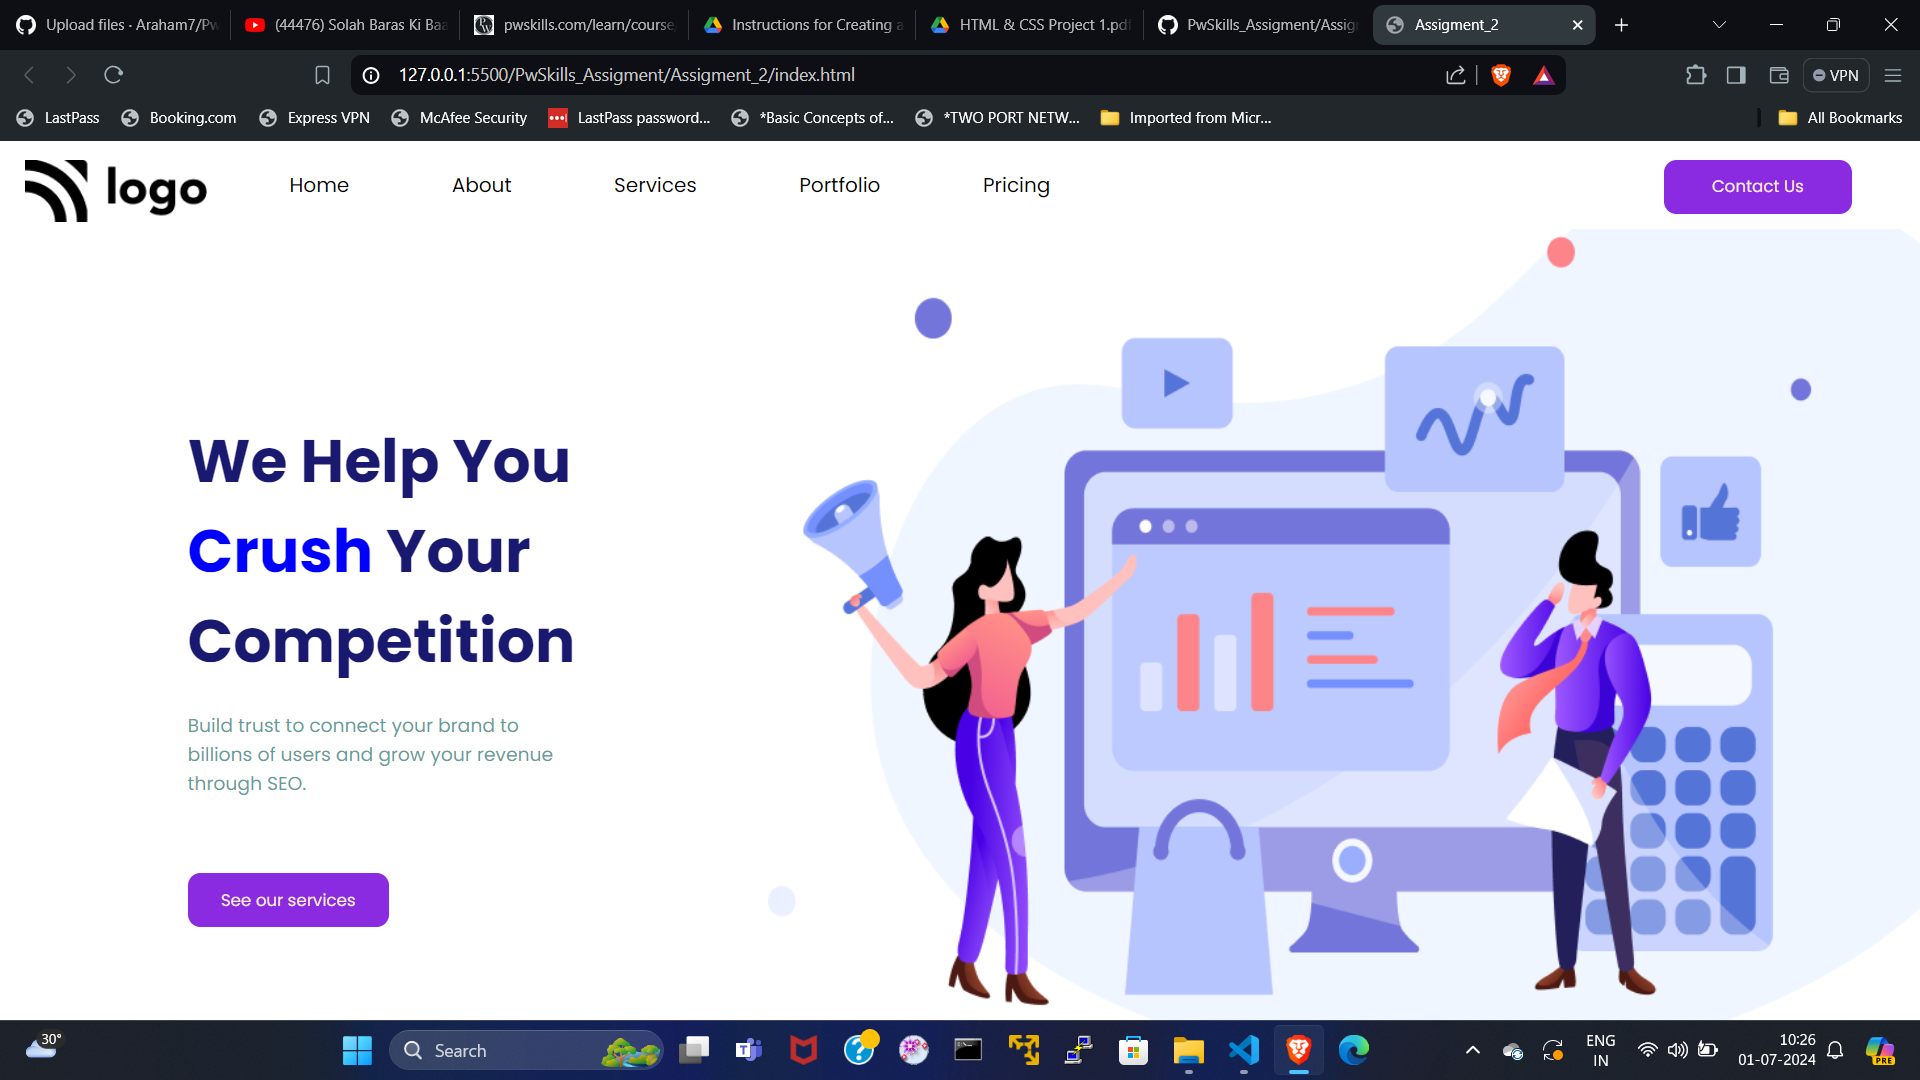 Upload files · Araham7/Pw
(44476) Solah Baras Ki Baa
pwskills.com/learn/course
Instructions for Creating a
HTML & CSS Project 1.pdf
PwSkills_Assigment/Assig
Assigment_2
127.0.0.1:5500/PwSkills_Assigment/Assigment_2/index.html
VPN
LastPass
Booking.com
Express VPN
McAfee Security
LastPass password...
*Basic Concepts of...
*TWO PORT NETW...
Imported from Micr...
All Bookmarks
logo
Home
About
Services
Portfolio
Pricing
Contact Us
We Help You
Crush Your
Competition
Build trust to connect your brand to
billions of users and grow your revenue
through SEO.
See our services
30°
Search
ENG
IN
10:26
01-07-2024
PRE